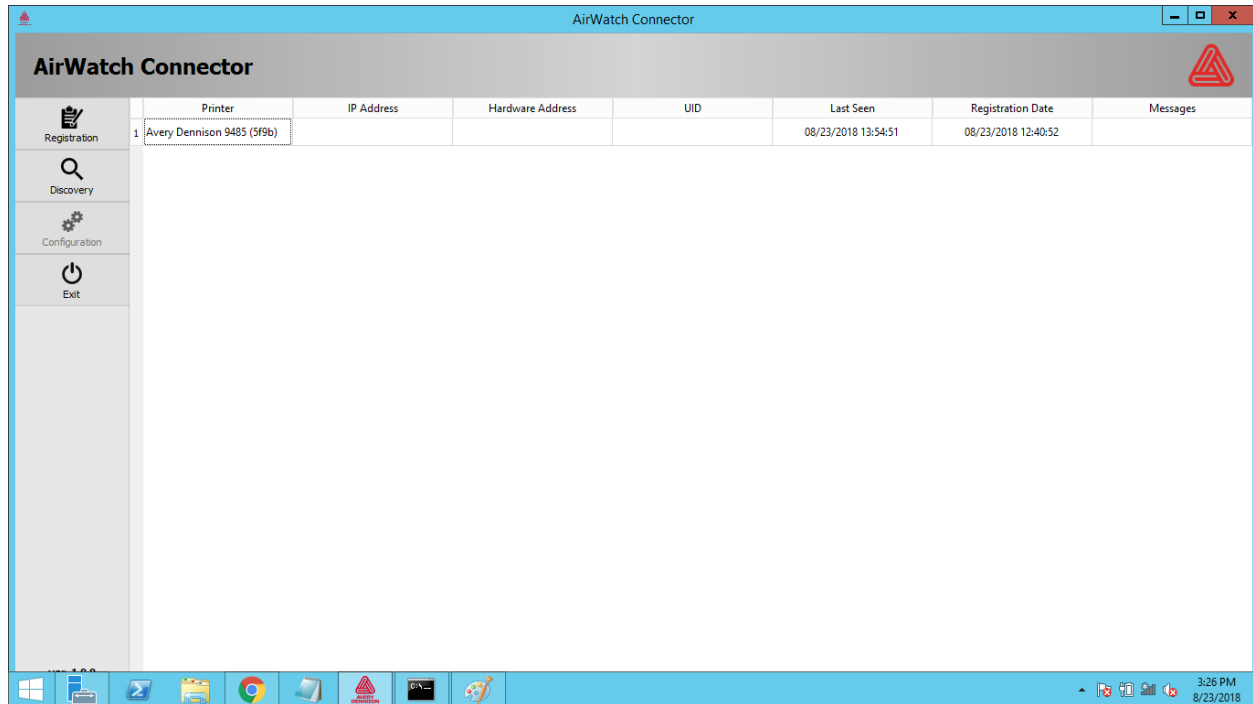 AirWatch Connector
AirWatch Connector
Printer IP Address Hardware Address UID Last Seen Registration Date Messages
1 Avery Dennison 9485 (5f9b) 08/23/2018 13:54:51 08/23/2018 12:40:52
Registration
Discovery
Configuration
Exit
AVERY
DENNISON
C:\_
3:26 PM
8/23/2018